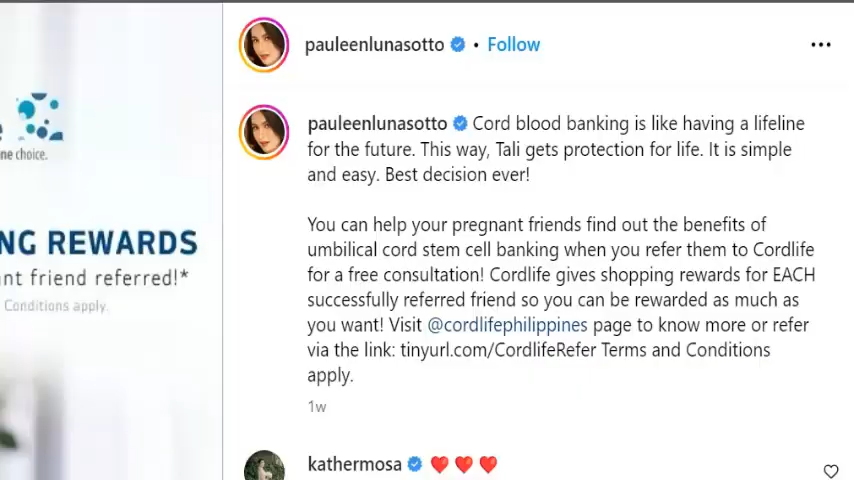 pauleenlunasotto • Follow
pauleenlunasotto Cord blood banking is like having a lifeline
for the future. This way, Tali gets protection for life. It is simple
and easy. Best decision ever!
You can help your pregnant friends find out the benefits of
umbilical cord stem cell banking when you refer them to Cordlife
for a free consultation! Cordlife gives shopping rewards for EACH
successfully referred friend so you can be rewarded as much as
you want! Visit @cordlifephilippines page to know more or refer
via the link: tinyurl.com/CordlifeRefer Terms and Conditions
apply.
1w
kathermosa ❤️ ❤️ ❤️
e
ne choice.
NG REWARDS
nt friend referred!*
Conditions apply.